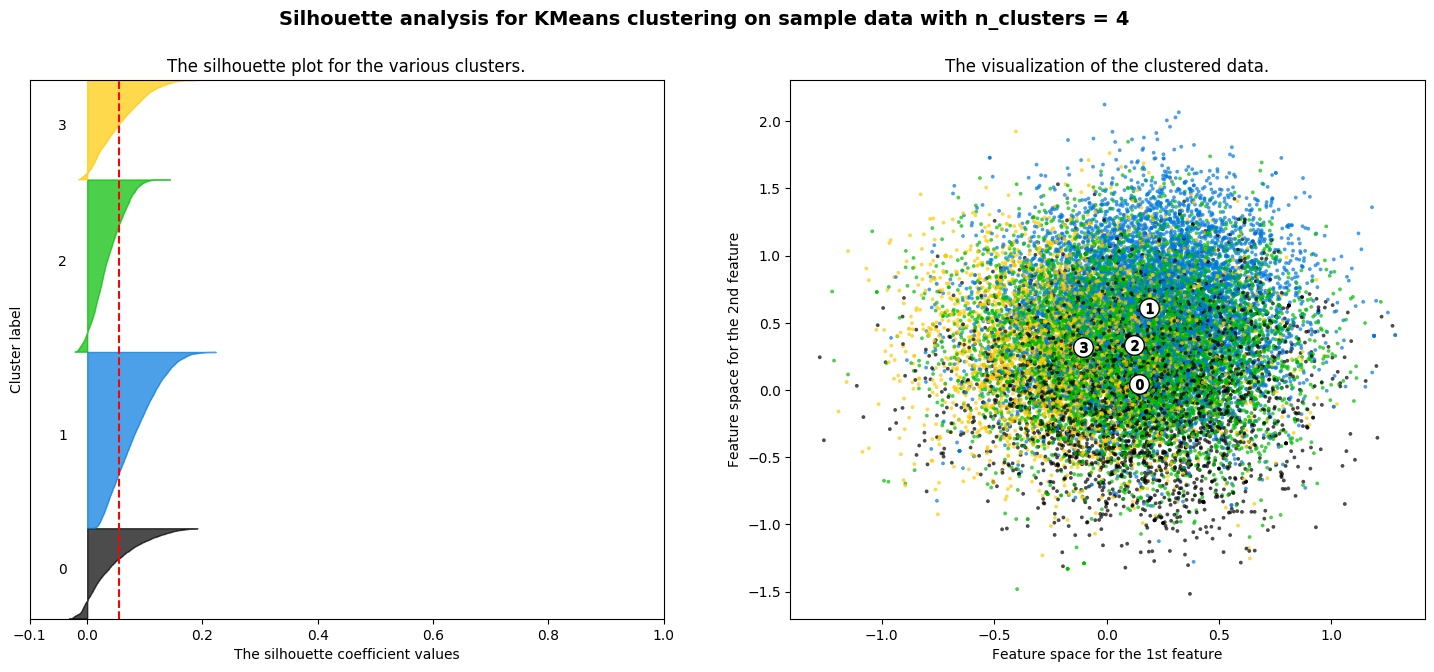 Silhouette analysis for KMeans clustering on sample data with n_clusters = 4
The silhouette plot for the various clusters.
3
2
1
0
Cluster label
−0.1 0.0 0.2 0.4 0.6 0.8 1.0
The silhouette coefficient values
The visualization of the clustered data.
2.0
1.5
1.0
0.5
0.0
−0.5
−1.0
−1.5
Feature space for the 2nd feature
1
3
2
0
−1.0 −0.5 0.0 0.5 1.0
Feature space for the 1st feature